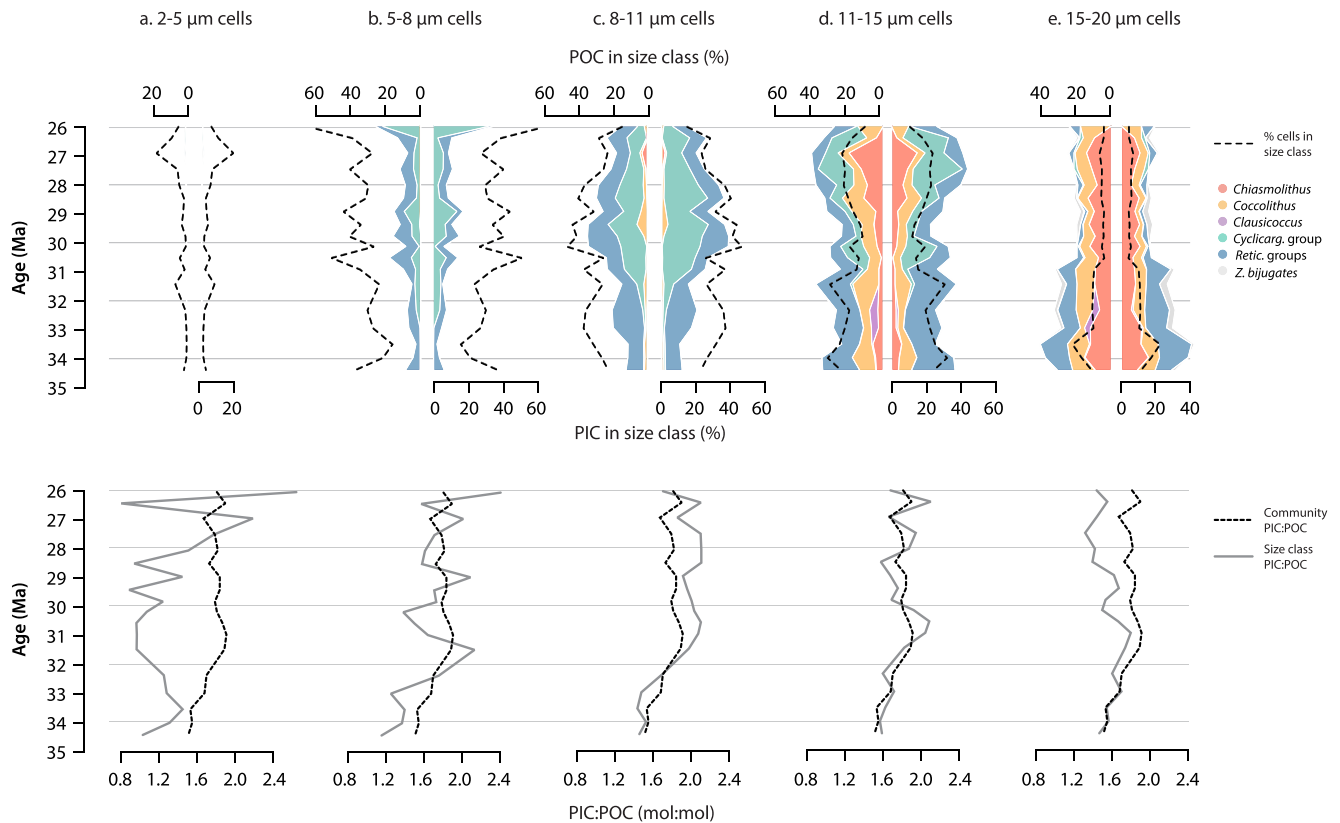 a. 2-5 µm cells
b. 5-8 µm cells
c. 8-11 µm cells
d. 11-15 µm cells
e. 15-20 µm cells
POC in size class (%)
20 0
60 40 20 0
60 40 20 0
60 40 20 0
40 20 0
26
27
28
29
30
31
32
33
34
35
Age (Ma)
% cells in
size class
Chiasmolithus
Coccolithus
Clausicoccus
Cyclicarg. group
Retic. groups
Z. bijugates
0 20
0 20 40 60
0 20 40 60
0 20 40 60
0 20 40
PIC in size class (%)
26
27
28
29
30
31
32
33
34
35
Age (Ma)
Community
PIC:POC
Size class
PIC:POC
0.8 1.2 1.6 2.0 2.4
0.8 1.2 1.6 2.0 2.4
0.8 1.2 1.6 2.0 2.4
0.8 1.2 1.6 2.0 2.4
0.8 1.2 1.6 2.0 2.4
PIC:POC (mol:mol)